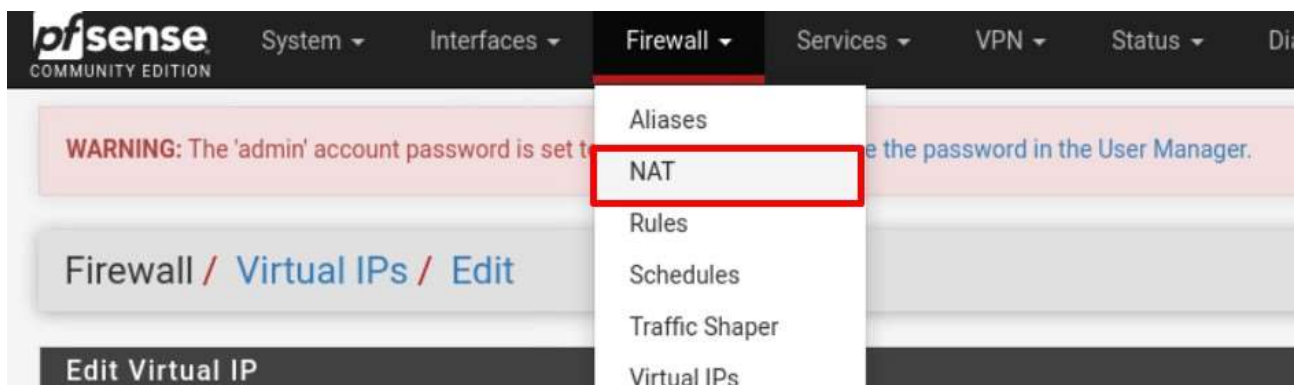 pfsense
COMMUNITY EDITION
System Interfaces Firewall Services VPN Status
Aliases
WARNING: The 'admin' account password is set the password in the User Manager.
NAT
Rules
Firewall / Virtual IPs / Edit
Schedules
Traffic Shaper
Edit Virtual IP
Virtual IPs